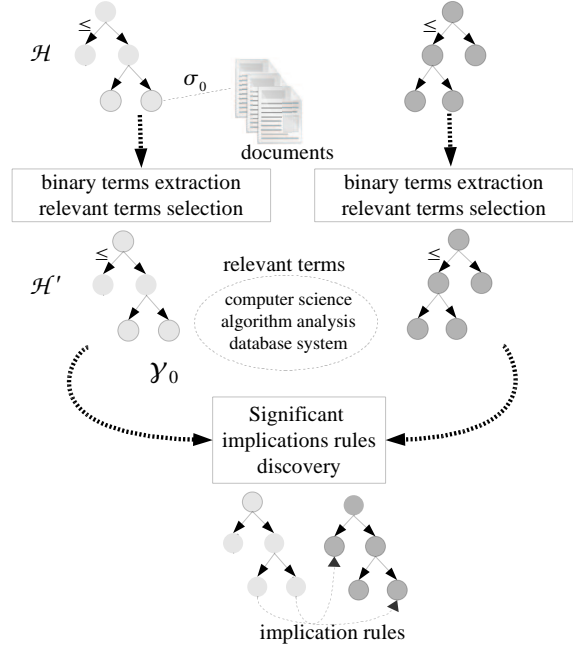 ≤
≤
ℋ
σ₀
documents
binary terms extraction
relevant terms selection
binary terms extraction
relevant terms selection
≤
≤
relevant terms
ℋ'
computer science
algorithm analysis
database system
γ₀
Significant
implications rules
discovery
implication rules